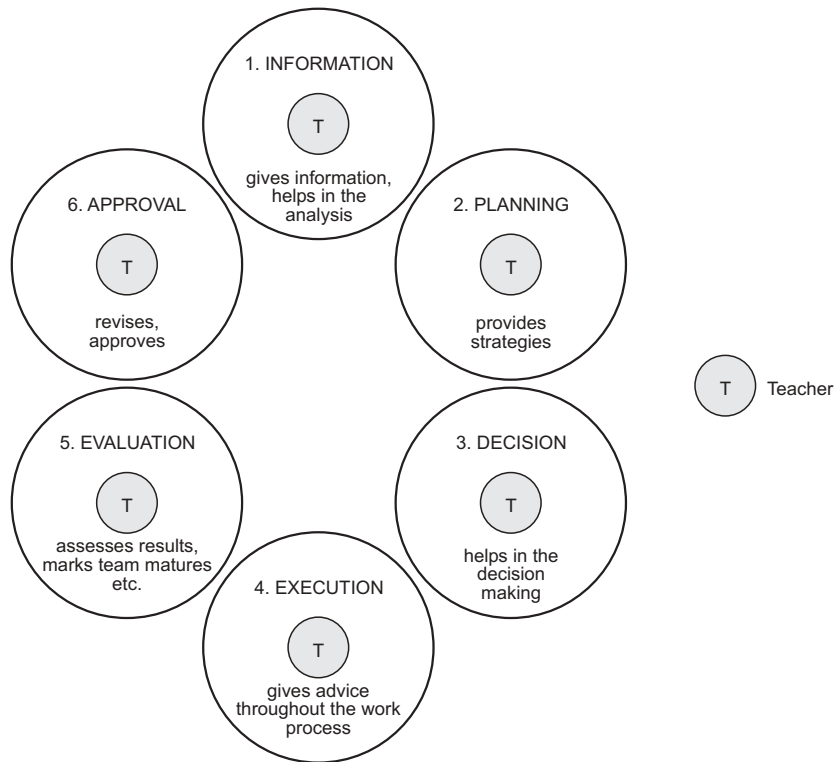 1. INFORMATION
T
gives information,
helps in the
analysis
6. APPROVAL
T
revises,
approves
2. PLANNING
T
provides
strategies
T Teacher
5. EVALUATION
T
assesses results,
marks team matures
etc.
3. DECISION
T
helps in the
decision
making
4. EXECUTION
T
gives advice
throughout the work
process